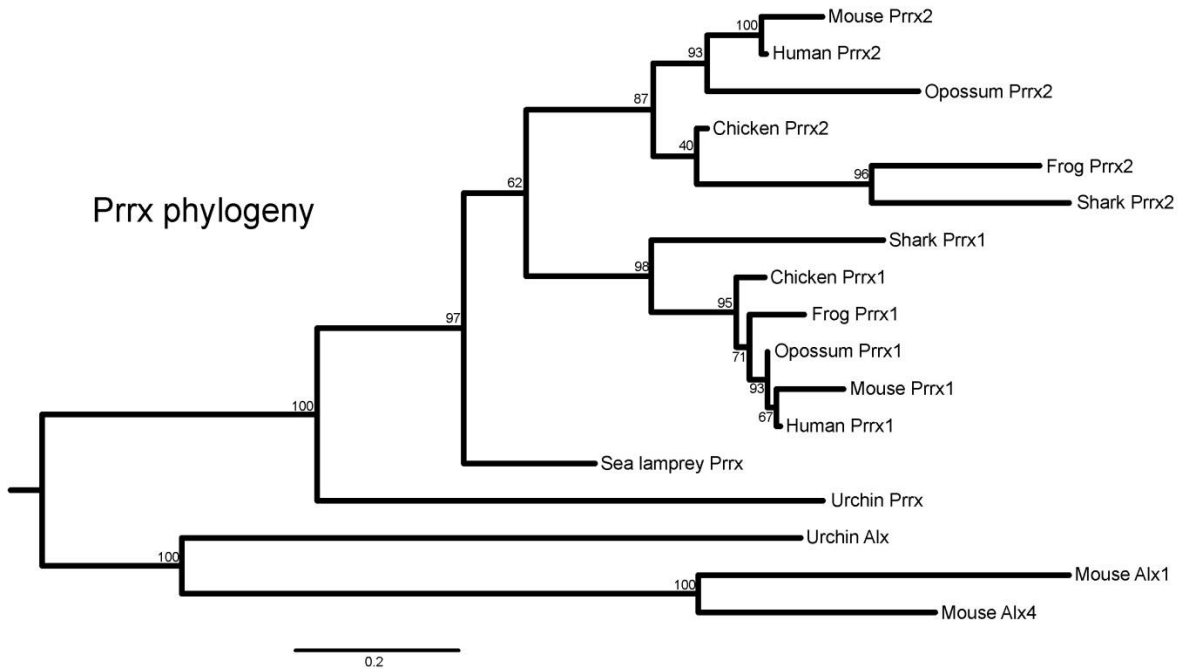 Mouse Prrx2
100
Human Prrx2
93
Opossum Prrx2
87
Chicken Prrx2
40
Frog Prrx2
96
Shark Prrx2
62
Prrx phylogeny
Shark Prrx1
98
Chicken Prrx1
95
Frog Prrx1
97
71
Opossum Prrx1
93
Mouse Prrx1
67
Human Prrx1
100
Sea lamprey Prrx
Urchin Prrx
Urchin Alx
100
Mouse Alx1
100
Mouse Alx4
0.2